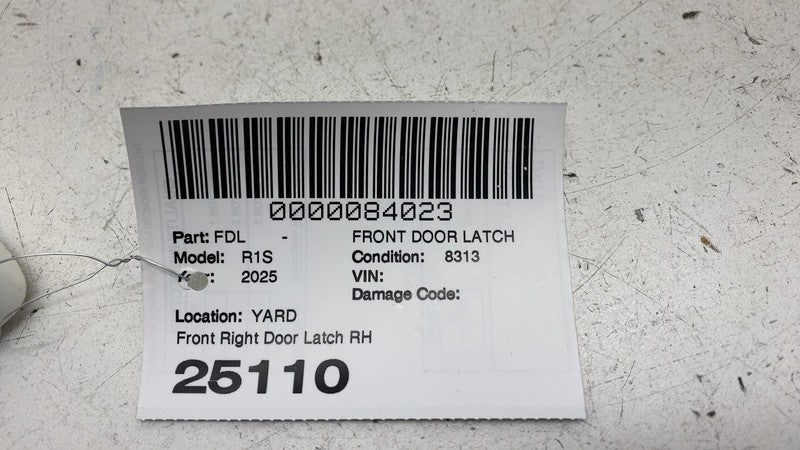 0000084023
Part: FDL - FRONT DOOR LATCH
Model: R1S Condition: 8313
2025 VIN:
Damage Code:
Location: YARD
Front Right Door Latch RH
25110